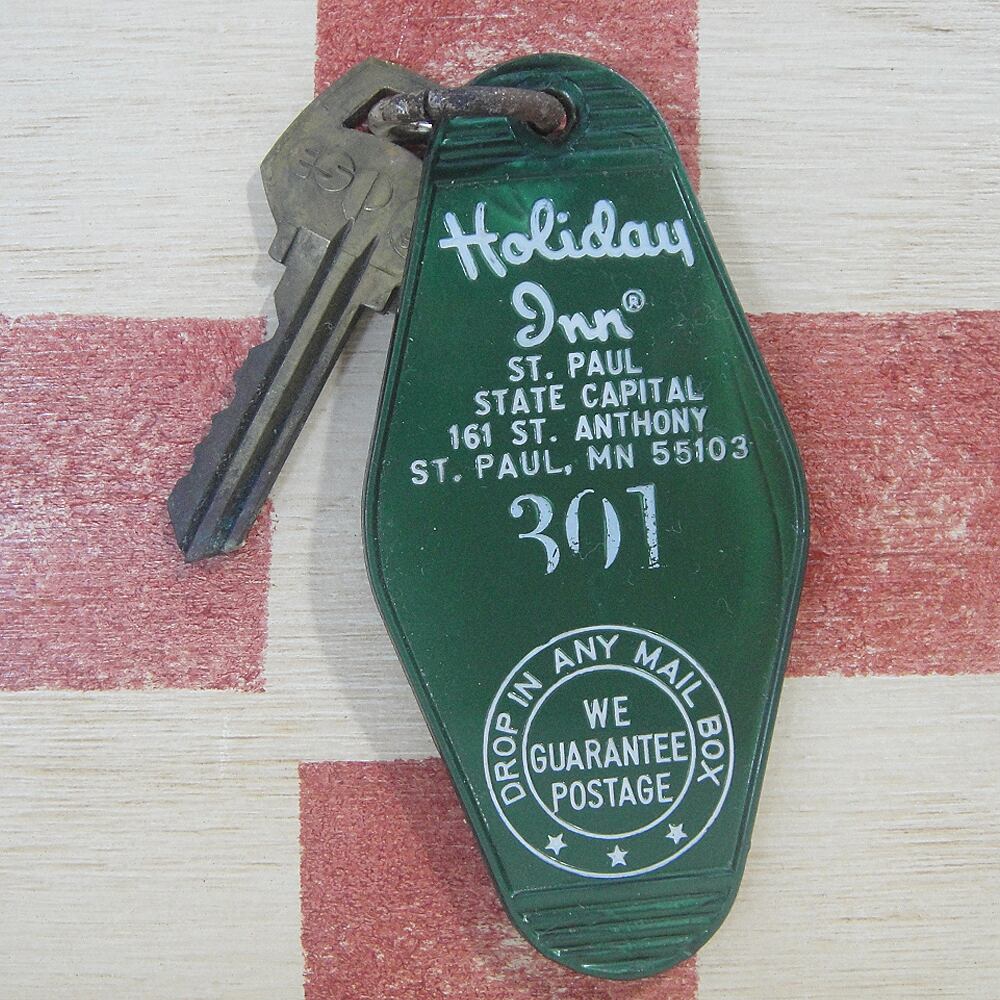 esp
Holiday
Inn®
ST. PAUL
STATE CAPITAL
161 ST. ANTHONY
ST. PAUL, MN 55103
301
DROP IN ANY MAIL BOX
WE
GUARANTEE
POSTAGE